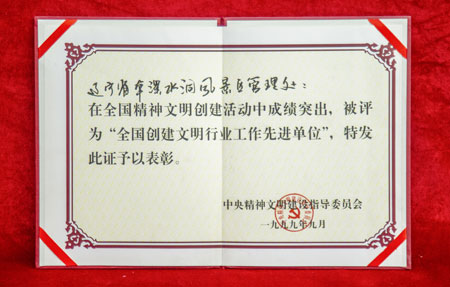 辽宁省本溪水洞风景区管理处：
在全国精神文明创建活动中成绩突出，被评
为“全国创建文明行业工作先进单位”，特发
此证予以表彰。
中央精神文明建设指导委员会
一九九九年九月